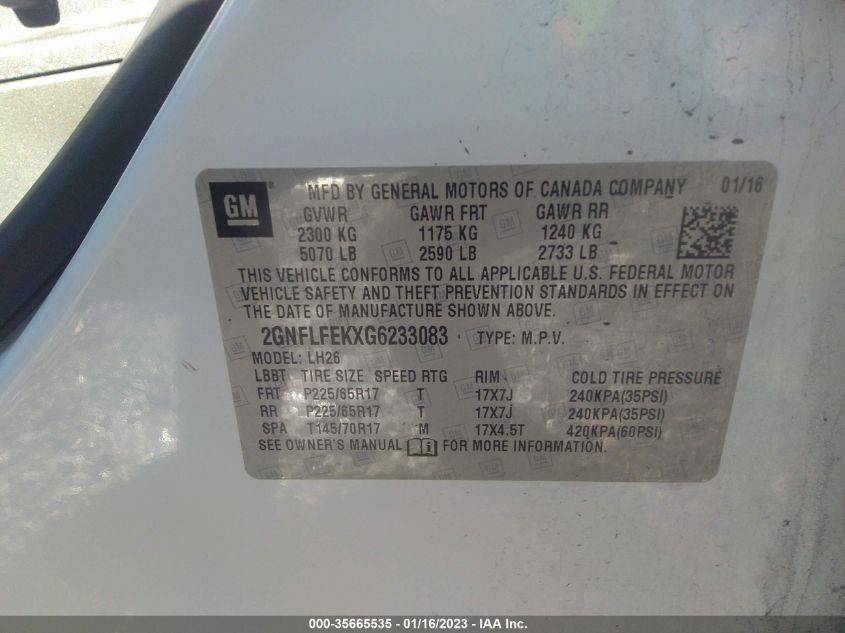 GM ® MFD BY GENERAL MOTORS OF CANADA COMPANY 01/16
GVWR GAWR FRT GAWR RR
2300 KG 1175 KG 1240 KG
5070 LB 2590 LB 2733 LB
THIS VEHICLE CONFORMS TO ALL APPLICABLE U.S. FEDERAL MOTOR
VEHICLE SAFETY AND THEFT PREVENTION STANDARDS IN EFFECT ON
THE DATE OF MANUFACTURE SHOWN ABOVE.
2GNFLFEKXG6233083 TYPE: M.P.V.
MODEL: LH26
LBBT TIRE SIZE SPEED RTG RIM COLD TIRE PRESSURE
FRT P225/65R17 T 17X7J 240KPA(35PSI)
RR P225/65R17 T 17X7J 240KPA(35PSI)
SPA T145/70R17 M 17X4.5T 420KPA(60PSI)
SEE OWNER'S MANUAL FOR MORE INFORMATION.
000-35665535 - 01/16/2023 - IAA Inc.